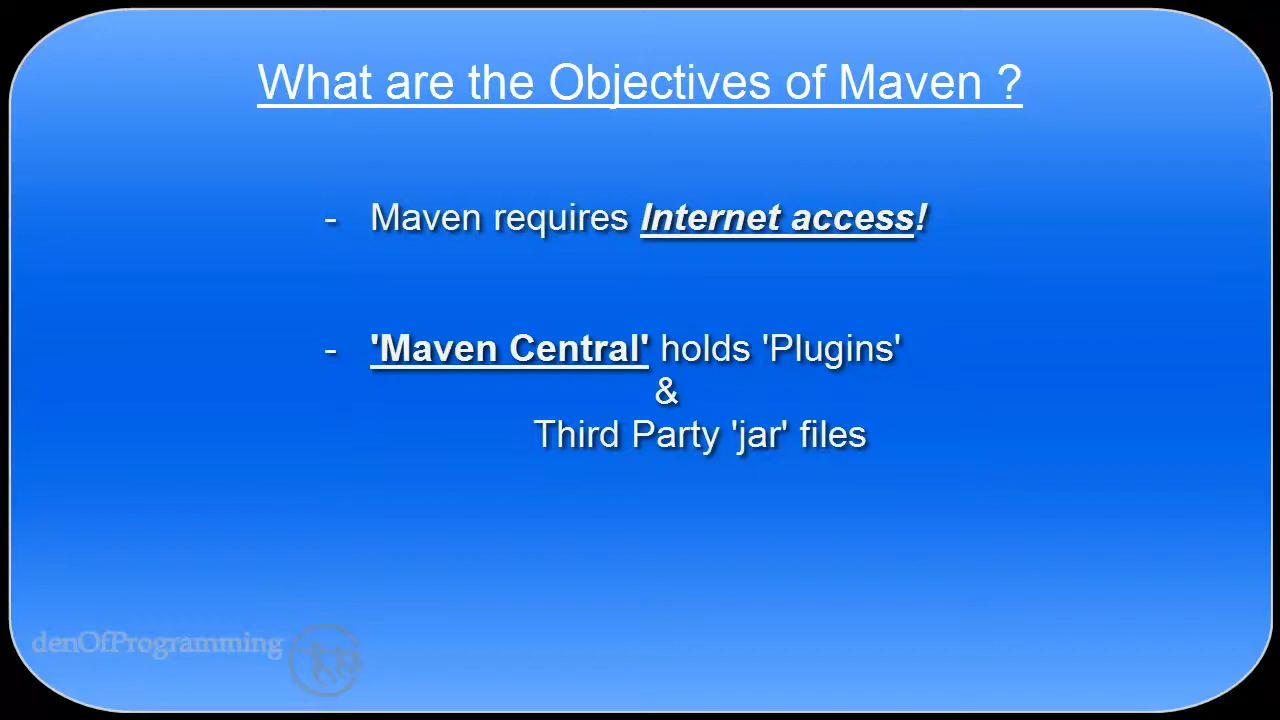 What are the Objectives of Maven ?
- Maven requires Internet access!
- 'Maven Central' holds 'Plugins'
&
Third Party 'jar' files
denOfProgramming